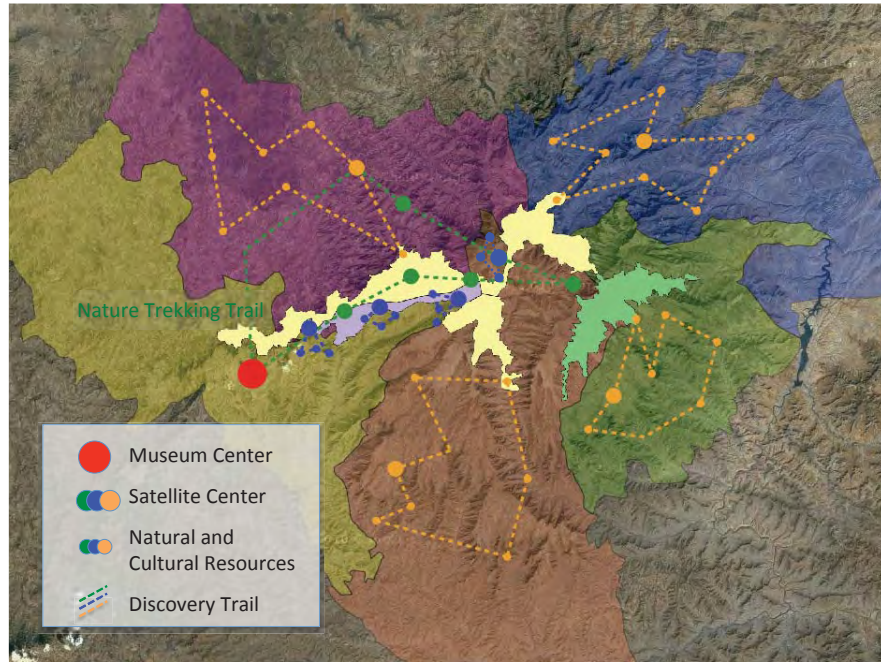 Nature Trekking Trail
Museum Center
Satellite Center
Natural and
Cultural Resources
Discovery Trail